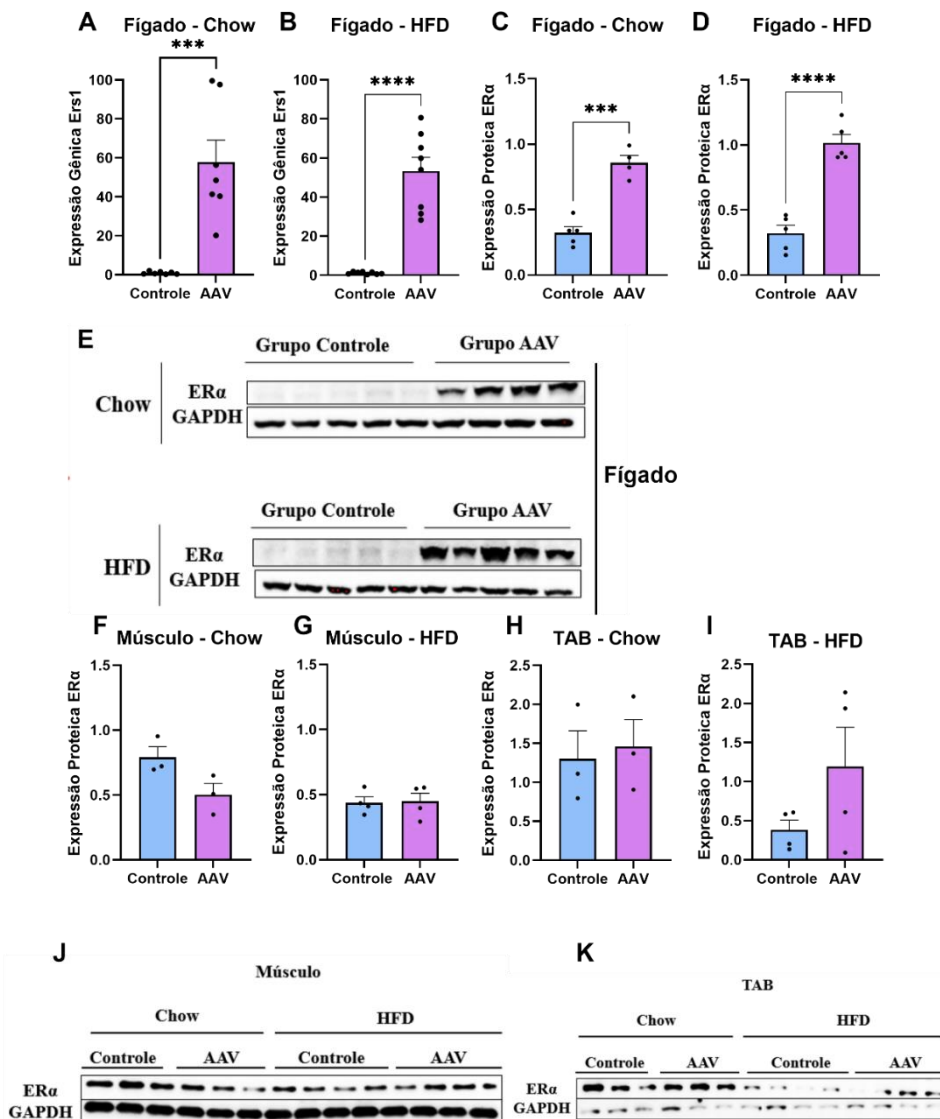 A Fígado - Chow
***
Expressão Gênica Ers1
100
80
60
40
20
0
Controle AAV
B Fígado - HFD
****
Expressão Gênica Ers1
100
80
60
40
20
0
Controle AAV
C Fígado - Chow
***
Expressão Proteica ERα
1.5
1.0
0.5
0.0
Controle AAV
D Fígado - HFD
****
Expressão Proteica ERα
1.5
1.0
0.5
0.0
Controle AAV
E
Grupo Controle Grupo AAV
Chow
ERα
GAPDH
Grupo Controle Grupo AAV
HFD
ERα
GAPDH
Fígado
F Músculo - Chow
Expressão Proteica ERα
1.5
1.0
0.5
0.0
Controle AAV
G Músculo - HFD
Expressão Proteica ERα
1.5
1.0
0.5
0.0
Controle AAV
H TAB - Chow
Expressão Proteica ERα
2.5
2.0
1.5
1.0
0.5
0.0
Controle AAV
I TAB - HFD
Expressão Proteica ERα
2.5
2.0
1.5
1.0
0.5
0.0
Controle AAV
J
Músculo
Chow HFD
Controle AAV Controle AAV
ERα
GAPDH
K
TAB
Chow HFD
Controle AAV Controle AAV
ERα
GAPDH